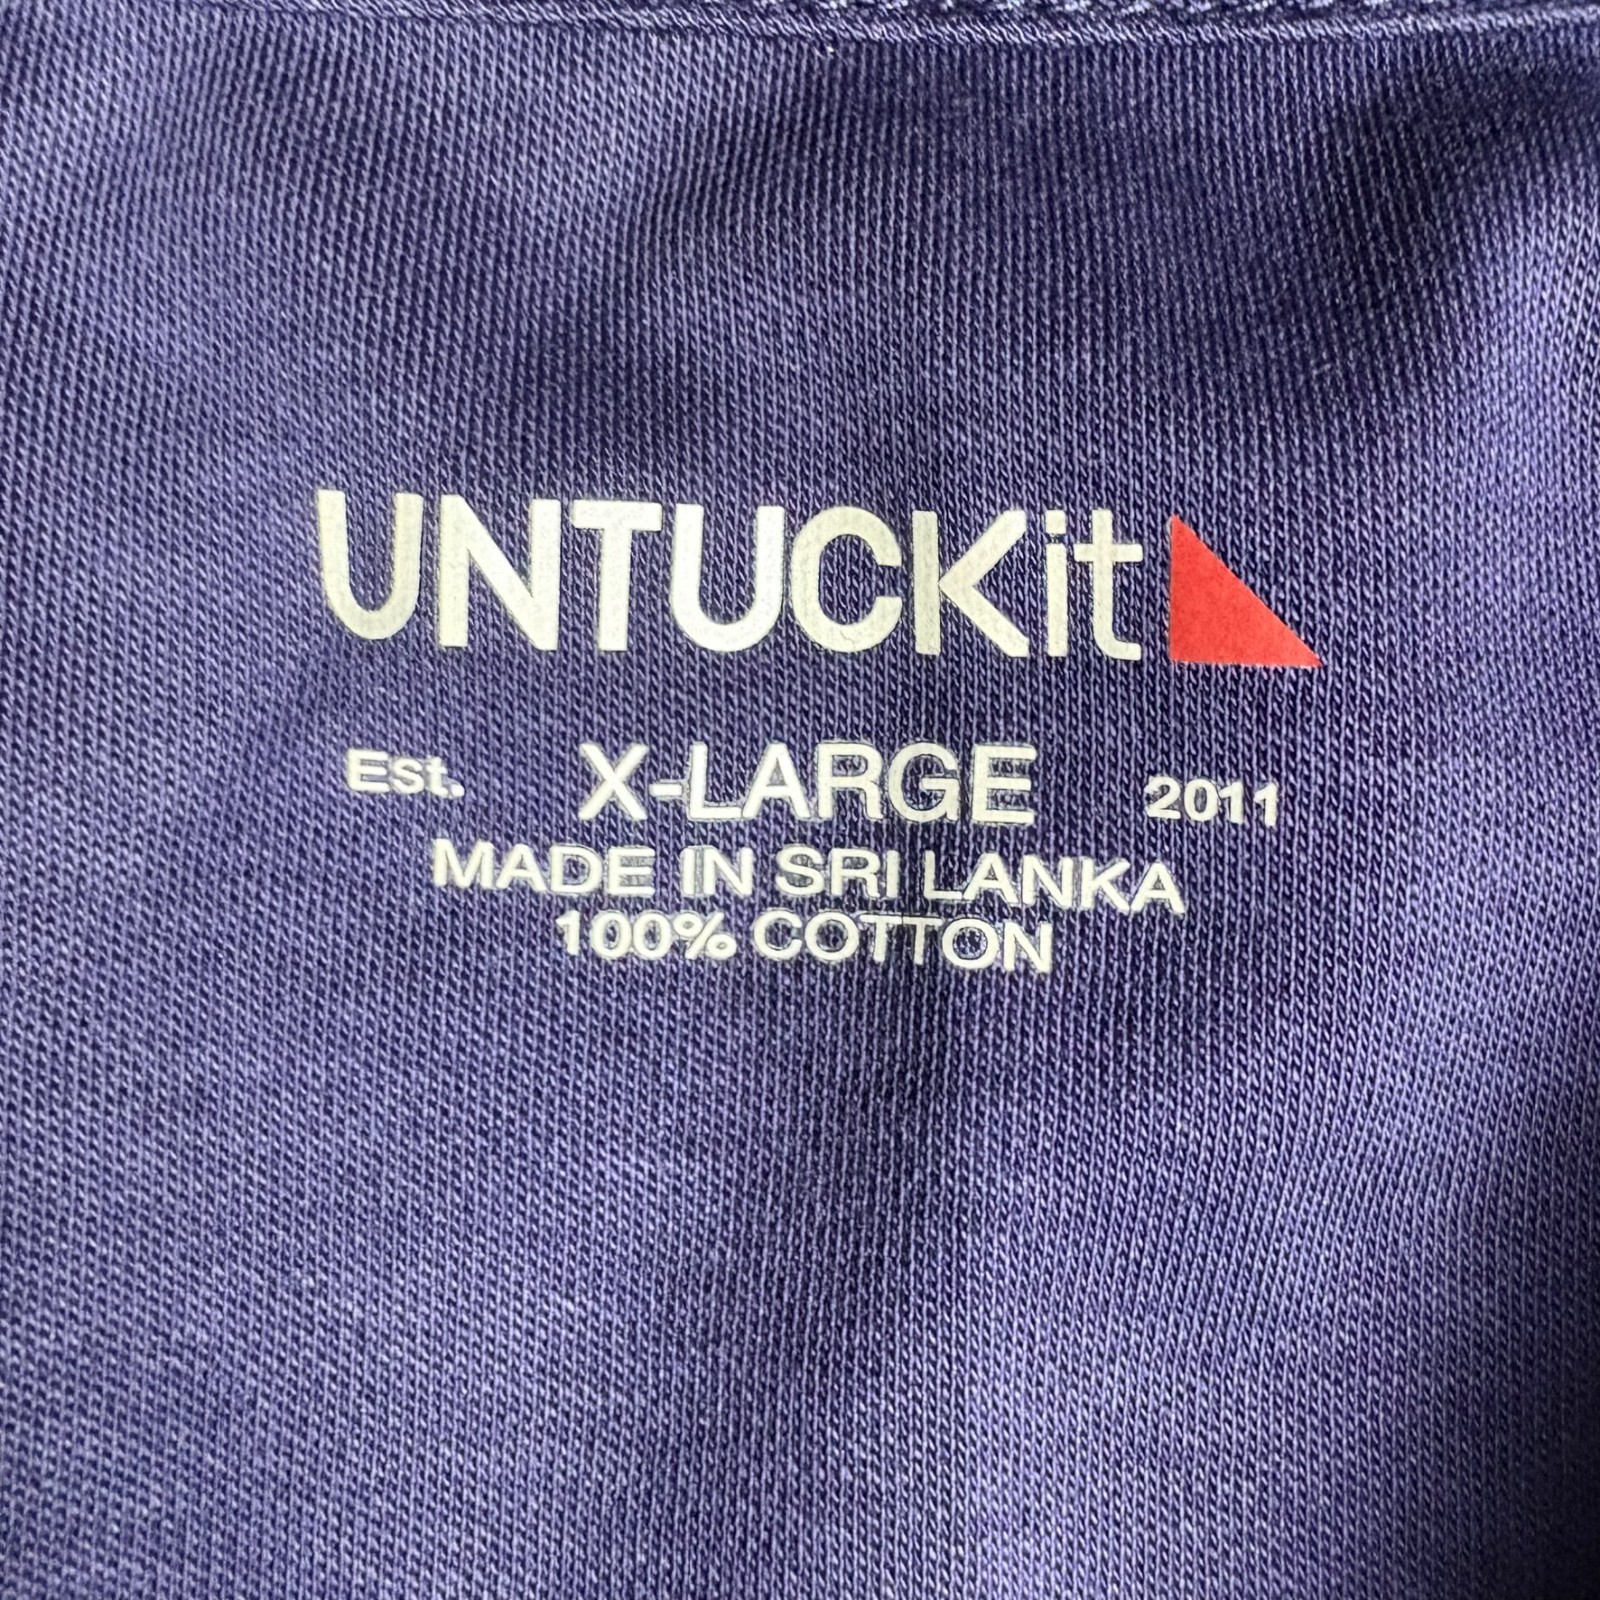 UNTUCKit
Est. X-LARGE 2011
MADE IN SRI LANKA
100% COTTON